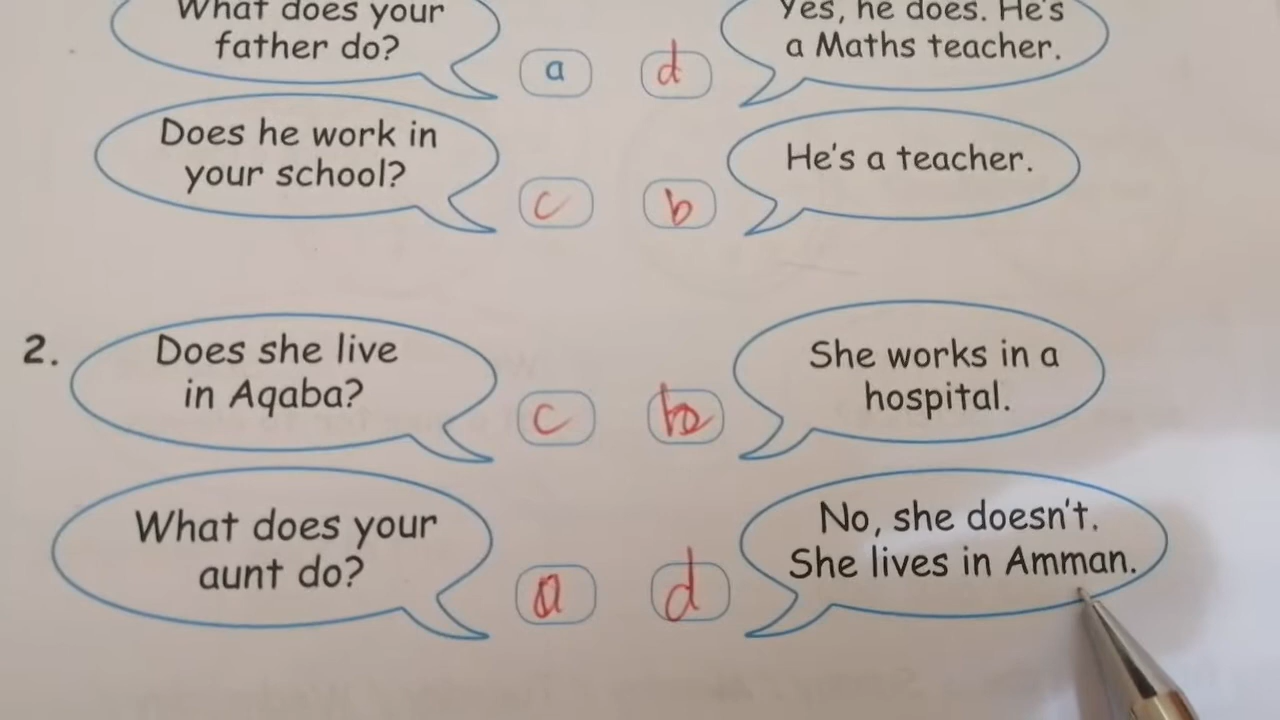 What does your
father do?
a
d
Yes, he does. He's
a Maths teacher.
Does he work in
your school?
c
b
He's a teacher.
2.
Does she live
in Aqaba?
c
b
She works in a
hospital.
What does your
aunt do?
a
d
No, she doesn't.
She lives in Amman.